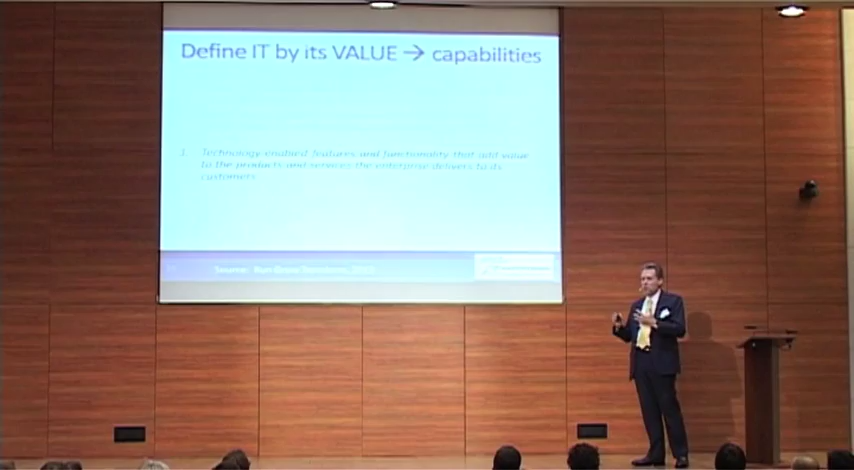 Define IT by its VALUE → capabilities
1. Technology-enabled features and functionality that add value
to the products and services the enterprise delivers to its
customers.
Source: